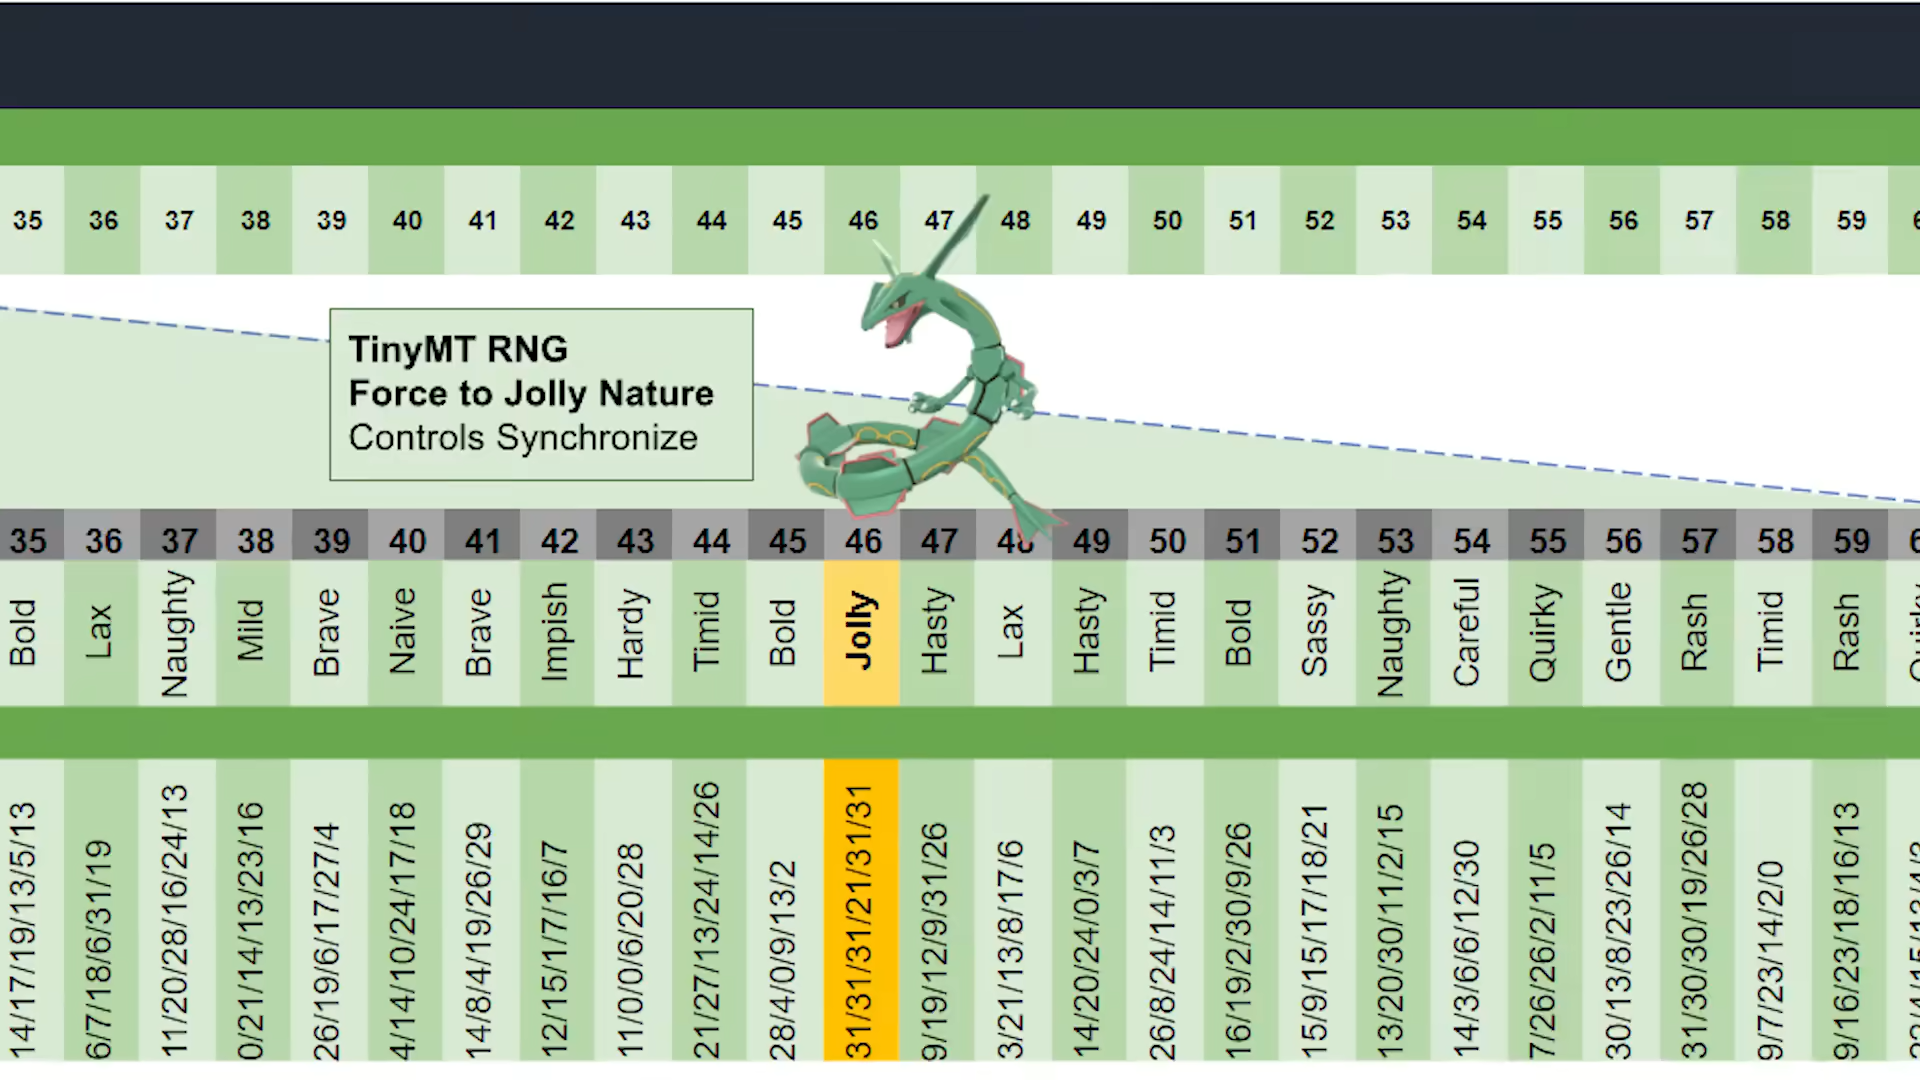 35 36 37 38 39 40 41 42 43 44 45 46 47 48 49 50 51 52 53 54 55 56 57 58 59
TinyMT RNG
Force to Jolly Nature
Controls Synchronize
35 36 37 38 39 40 41 42 43 44 45 46 47 48 49 50 51 52 53 54 55 56 57 58 59
Bold
Lax
Naughty
Mild
Brave
Naive
Brave
Impish
Hardy
Timid
Bold
Jolly
Hasty
Lax
Hasty
Timid
Bold
Sassy
Naughty
Careful
Quirky
Gentle
Rash
Timid
Rash
14/17/19/13/5/13
6/7/18/6/31/19
11/20/28/16/24/13
0/21/14/13/23/16
26/19/6/17/27/4
4/14/10/24/17/18
14/8/4/19/26/29
12/15/1/7/16/7
11/0/0/6/20/28
21/27/13/24/14/26
28/4/0/9/13/2
31/31/31/21/31/31
9/19/12/9/31/26
3/21/13/8/17/6
14/20/24/0/3/7
26/8/24/14/11/3
16/19/2/30/9/26
15/9/15/17/18/21
13/20/30/11/2/15
14/3/6/6/12/30
7/26/26/2/11/5
30/13/8/23/26/14
31/30/30/19/26/28
9/7/23/14/2/0
9/16/23/18/16/13